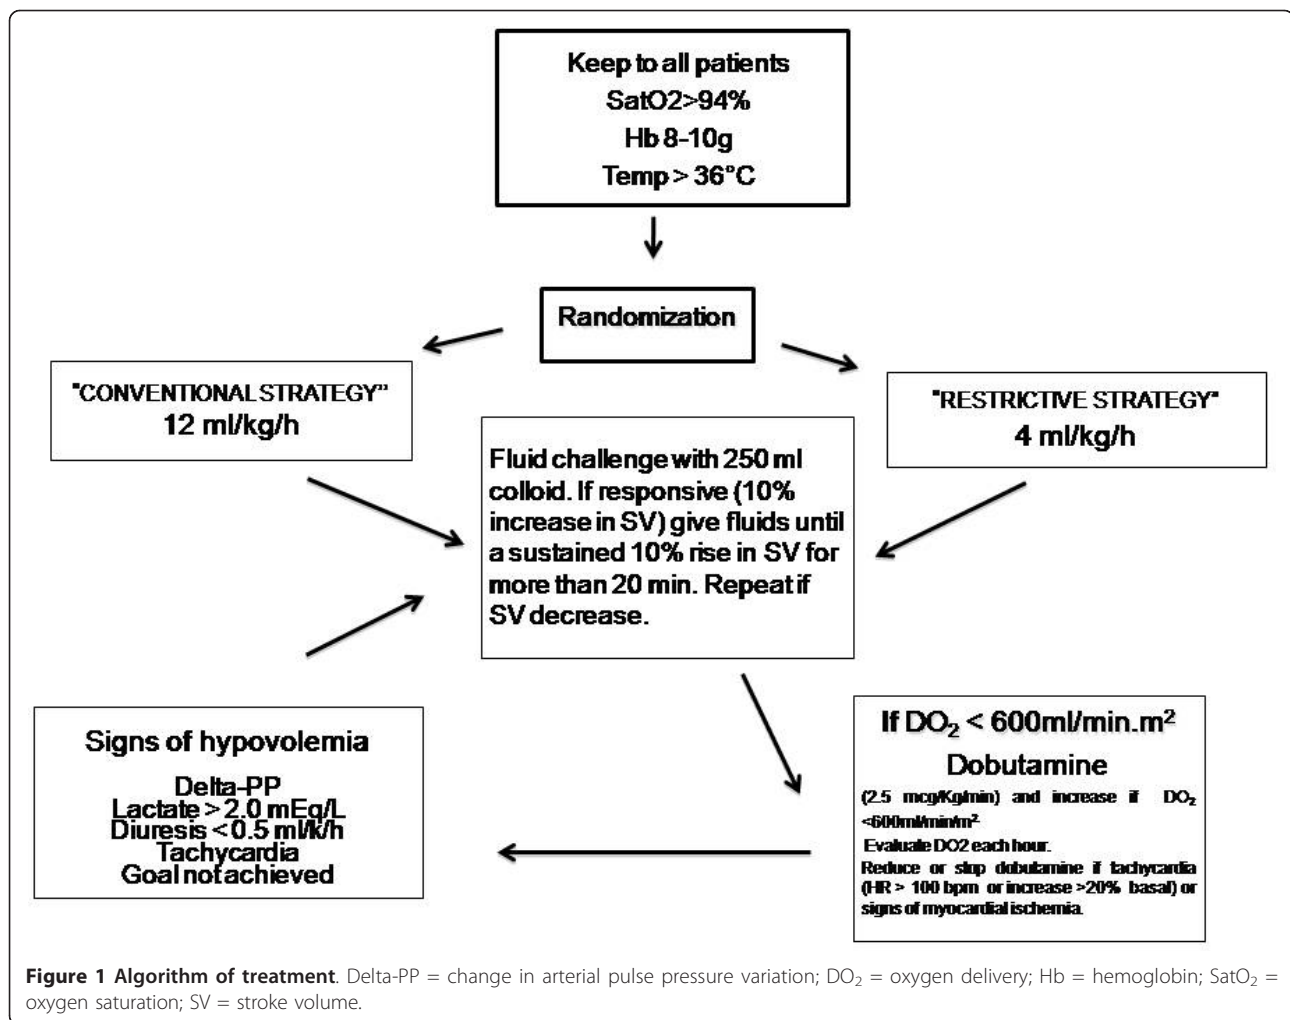 Keep to all patients
SatO2>94%
Hb 8-10g
Temp > 36°C
Randomization
"CONVENTIONAL STRATEGY"
12 ml/kg/h
"RESTRICTIVE STRATEGY"
4 ml/kg/h
Fluid challenge with 250 ml
colloid. If responsive (10%
increase in SV) give fluids until
a sustained 10% rise in SV for
more than 20 min. Repeat if
SV decrease.
Signs of hypovolemia
Delta-PP
Lactate > 2.0 mEq/L
Diuresis <0.5 ml/k/h
Tachycardia
Goal not achieved
If DO₂ < 600ml/min.m²
Dobutamine
(2.5 mcg/Kg/min) and increase if DO₂
<600ml/min/m².
Evaluate DO2 each hour.
Reduce or stop dobutamine if tachycardia
(HR > 100 bpm or increase >20% basal) or
signs of myocardial ischemia.
Figure 1 Algorithm of treatment. Delta-PP = change in arterial pulse pressure variation; DO₂ = oxygen delivery; Hb = hemoglobin; SatO₂ =
oxygen saturation; SV = stroke volume.